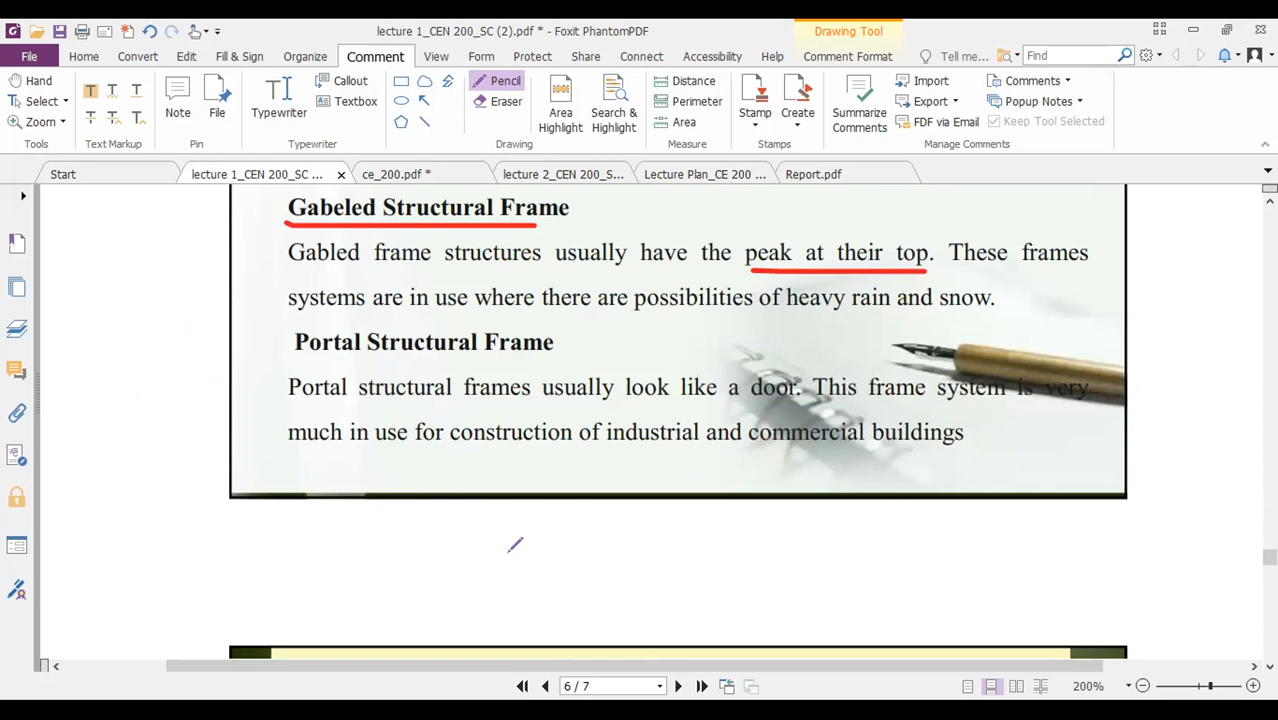 lecture 1_CEN 200_SC (2).pdf * - Foxit PhantomPDF
Drawing Tool
File Home Convert Edit Fill & Sign Organize Comment View Form Protect Share Connect Accessibility Help Comment Format Tell me... Find
Hand
Select
Zoom
Tools
Text Markup
Note
File
Pin
Typewriter
Callout
Textbox
Typewriter
Pencil
Eraser
Drawing
Area Highlight
Search & Highlight
Measure
Distance
Perimeter
Area
Stamp
Create
Stamps
Summarize Comments
Import
Export
FDF via Email
Comments
Popup Notes
Keep Tool Selected
Manage Comments
Start lecture 1_CEN 200_SC ... ce_200.pdf * lecture 2_CEN 200_S... Lecture Plan_CE 200 ... Report.pdf
Gabeled Structural Frame
Gabled frame structures usually have the peak at their top. These frames
systems are in use where there are possibilities of heavy rain and snow.
Portal Structural Frame
Portal structural frames usually look like a door. This frame system is very
much in use for construction of industrial and commercial buildings
6 / 7
200%